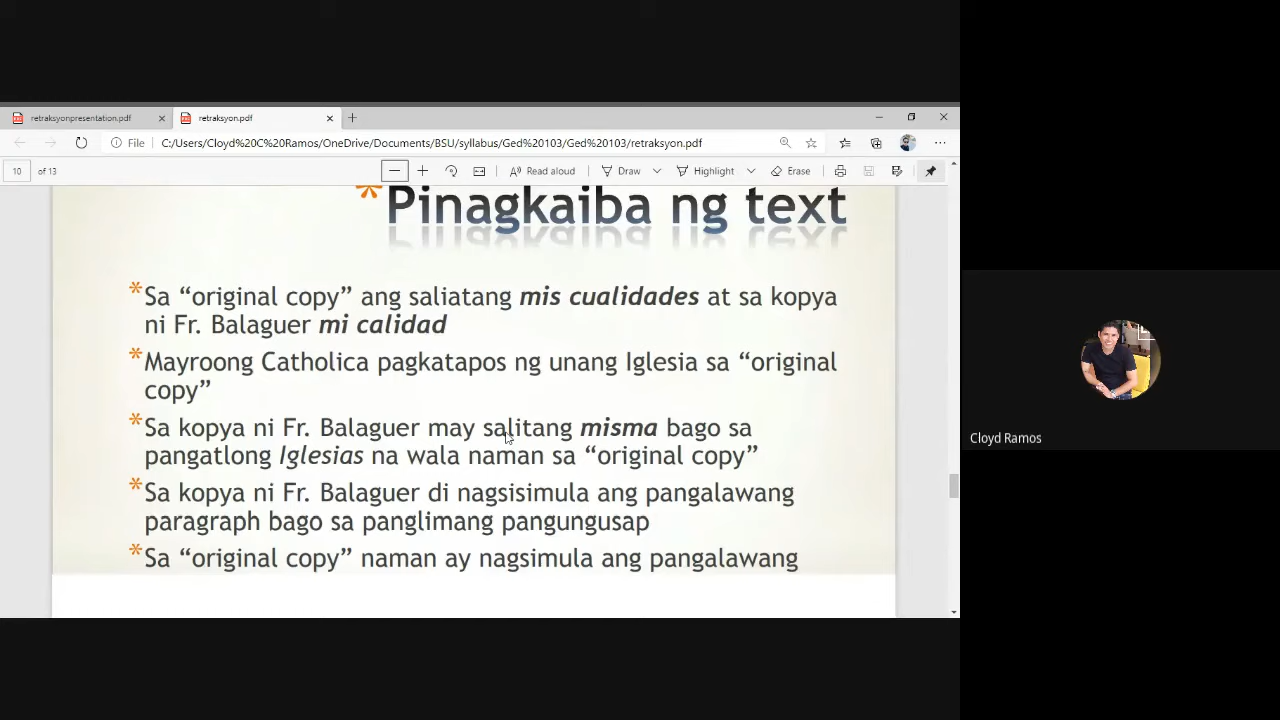 retraksyonpresentation.pdf
retraksyon.pdf
File
C:/Users/Cloyd%20C%20Ramos/OneDrive/Documents/BSU/syllabus/Ged%20103/Ged%20103/retraksyon.pdf
10 of 13
Read aloud
Draw
Highlight
Erase
*Pinagkaiba ng text
*Sa “original copy” ang saliatang mis cualidades at sa kopya
ni Fr. Balaguer mi calidad
*Mayroong Catholica pagkatapos ng unang Iglesia sa “original
copy”
*Sa kopya ni Fr. Balaguer may salitang misma bago sa
pangatlong Iglesias na wala naman sa “original copy”
*Sa kopya ni Fr. Balaguer di nagsisimula ang pangalawang
paragraph bago sa panglimang pangungusap
*Sa “original copy” naman ay nagsimula ang pangalawang
Cloyd Ramos